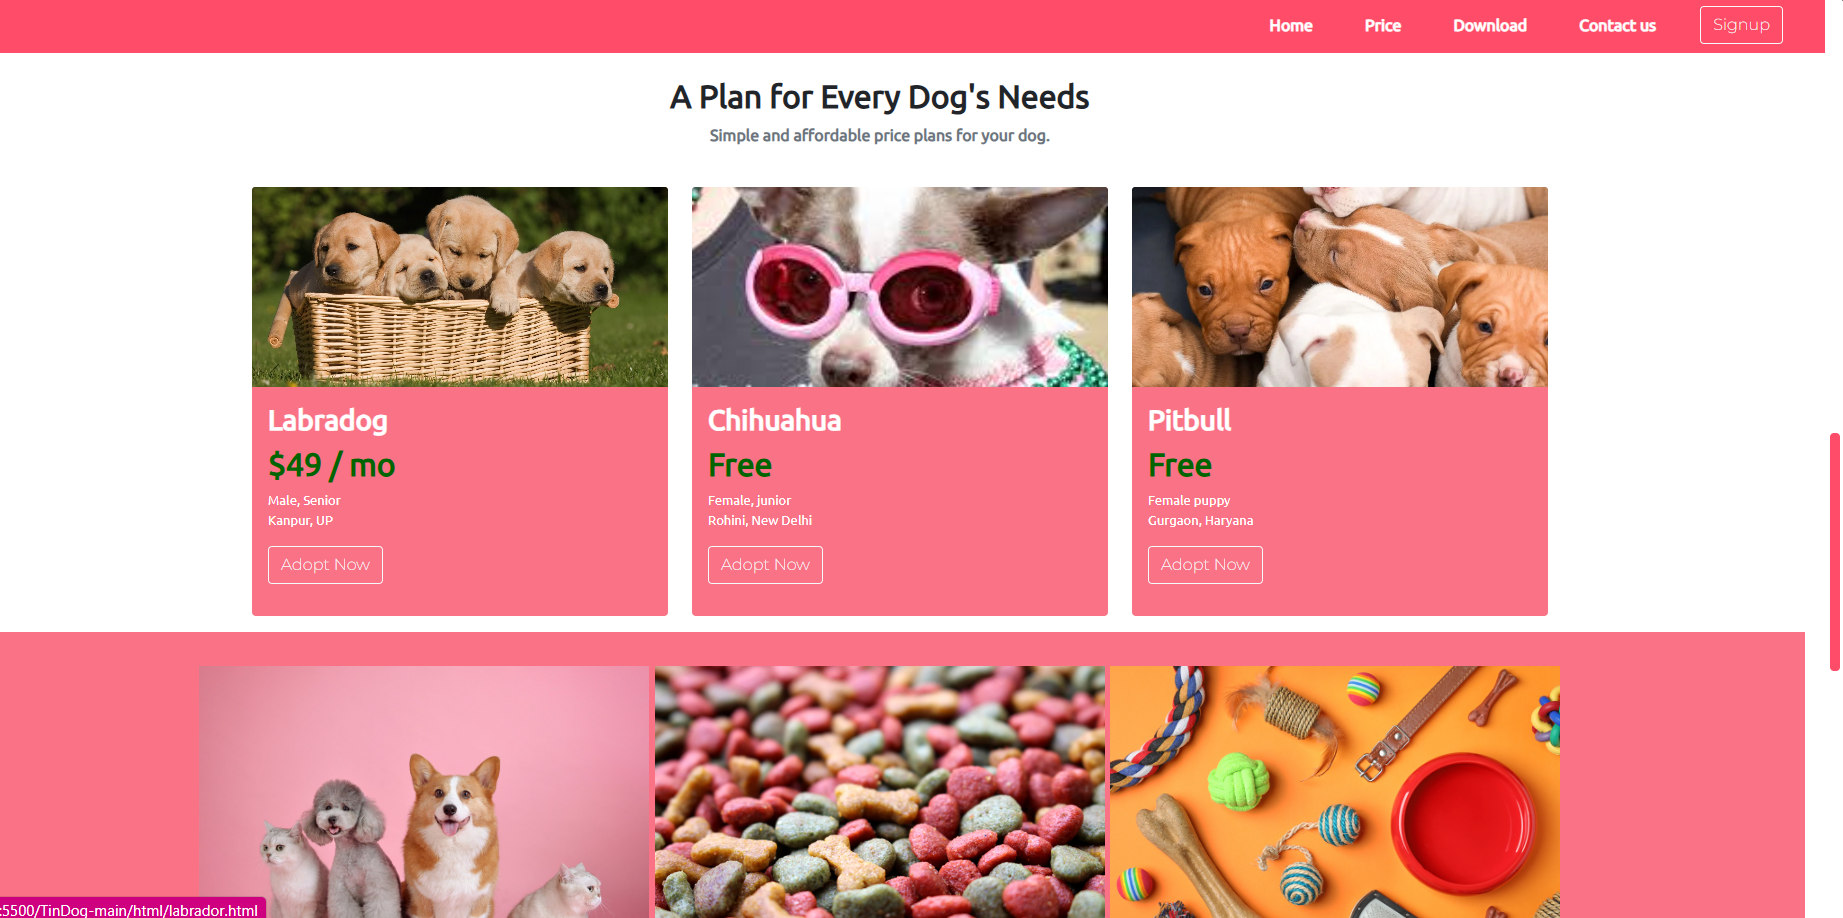 Home Price Download Contact us Signup
A Plan for Every Dog's Needs
Simple and affordable price plans for your dog.
Labradog
$49 / mo
Male, Senior
Kanpur, UP
Adopt Now
Chihuahua
Free
Female, junior
Rohini, New Delhi
Adopt Now
Pitbull
Free
Female puppy
Gurgaon, Haryana
Adopt Now
:5500/TinDog-main/html/labrador.html